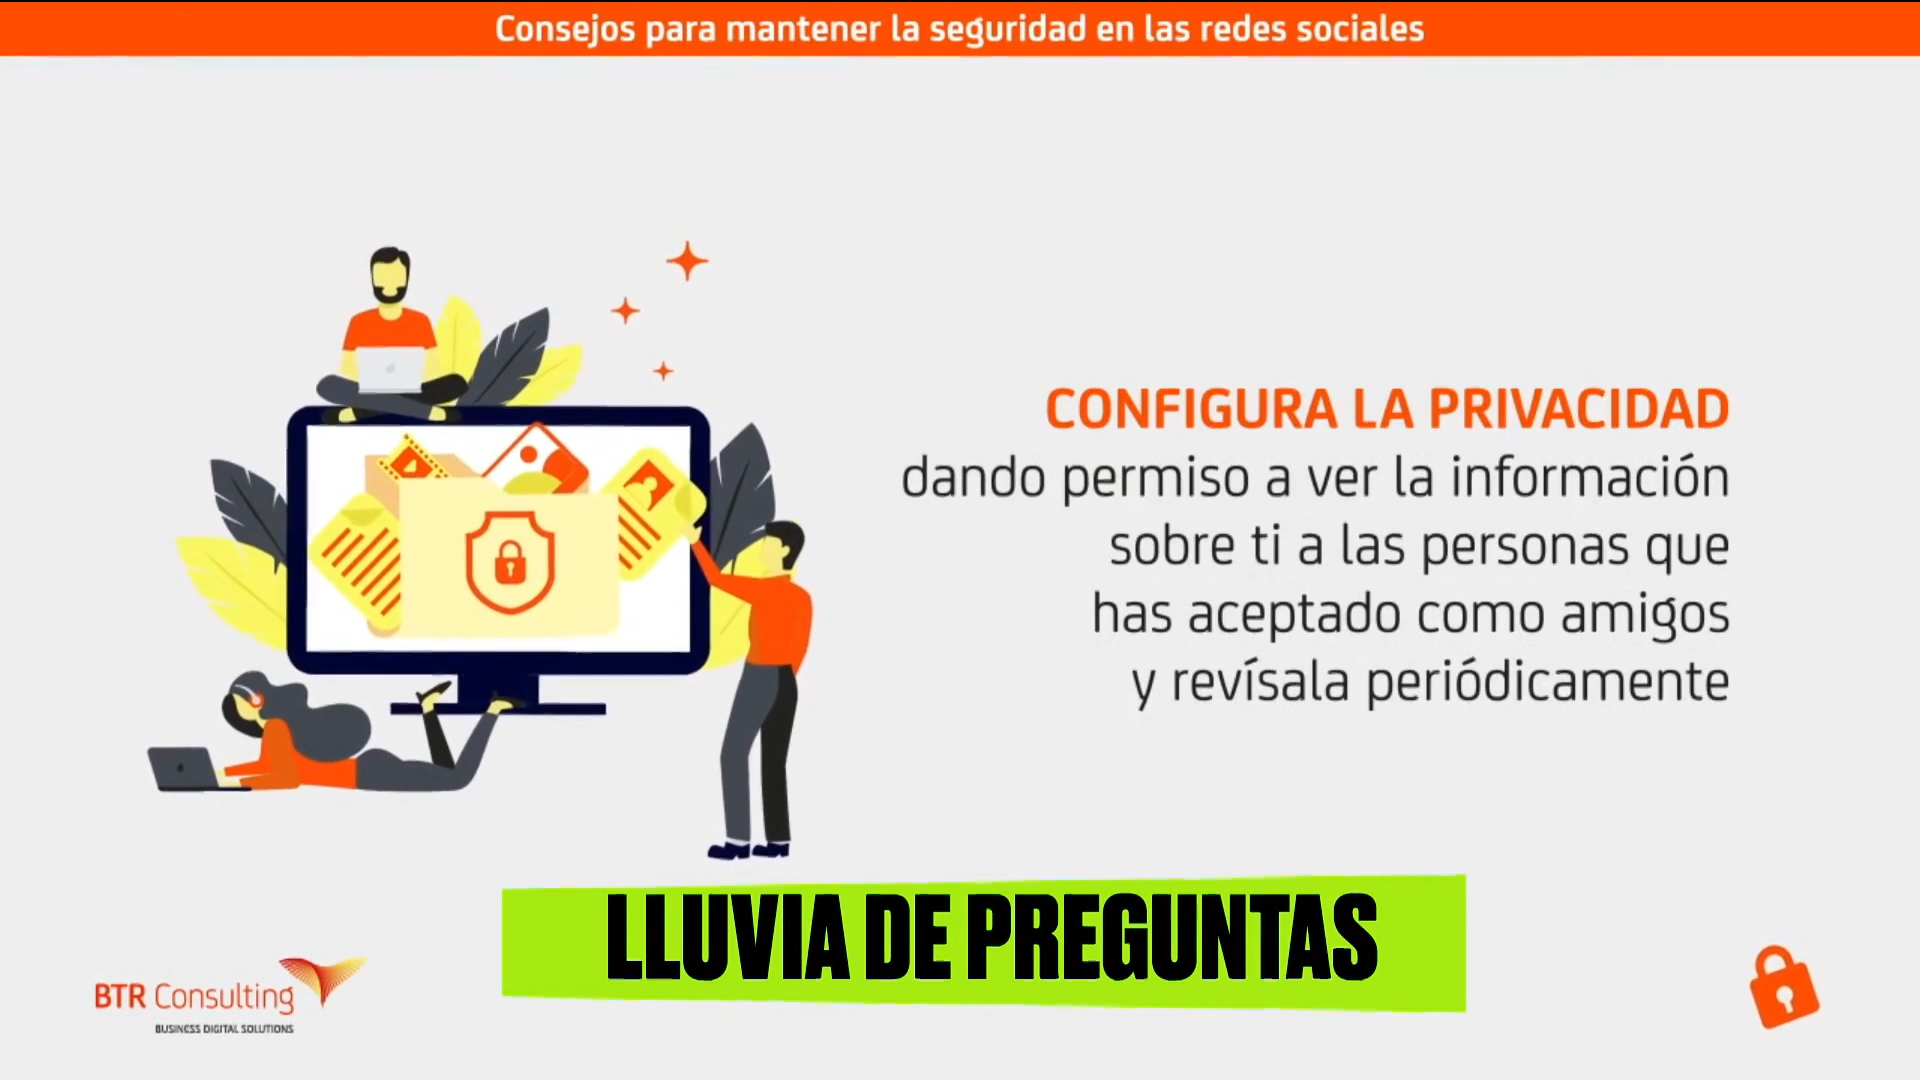 Consejos para mantener la seguridad en las redes sociales
CONFIGURA LA PRIVACIDAD
dando permiso a ver la información
sobre ti a las personas que
has aceptado como amigos
y revísala periódicamente
LLUVIA DE PREGUNTAS
BTR Consulting
BUSINESS DIGITAL SOLUTIONS